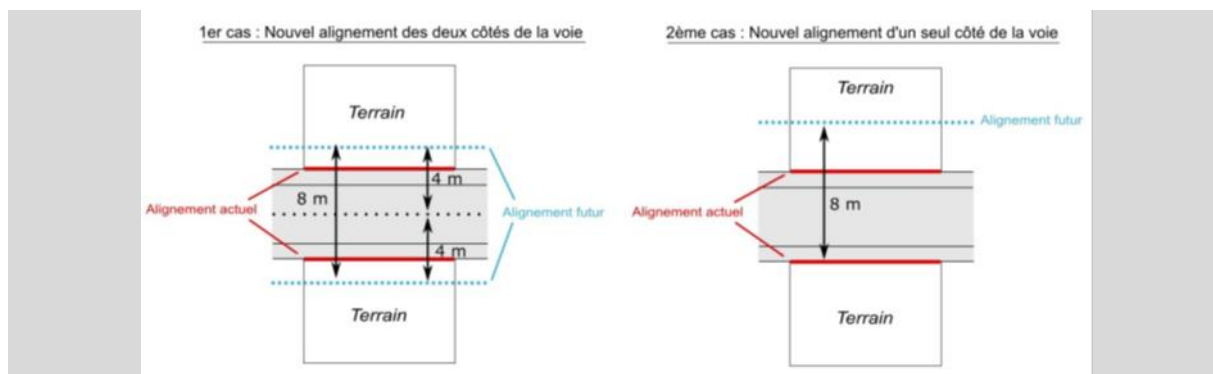 1er cas : Nouvel alignement des deux côtés de la voie
Terrain
4 m
8 m
Alignement actuel
Alignement futur
4 m
Terrain
2ème cas : Nouvel alignement d'un seul côté de la voie
Terrain
Alignement futur
Alignement actuel
8 m
Terrain